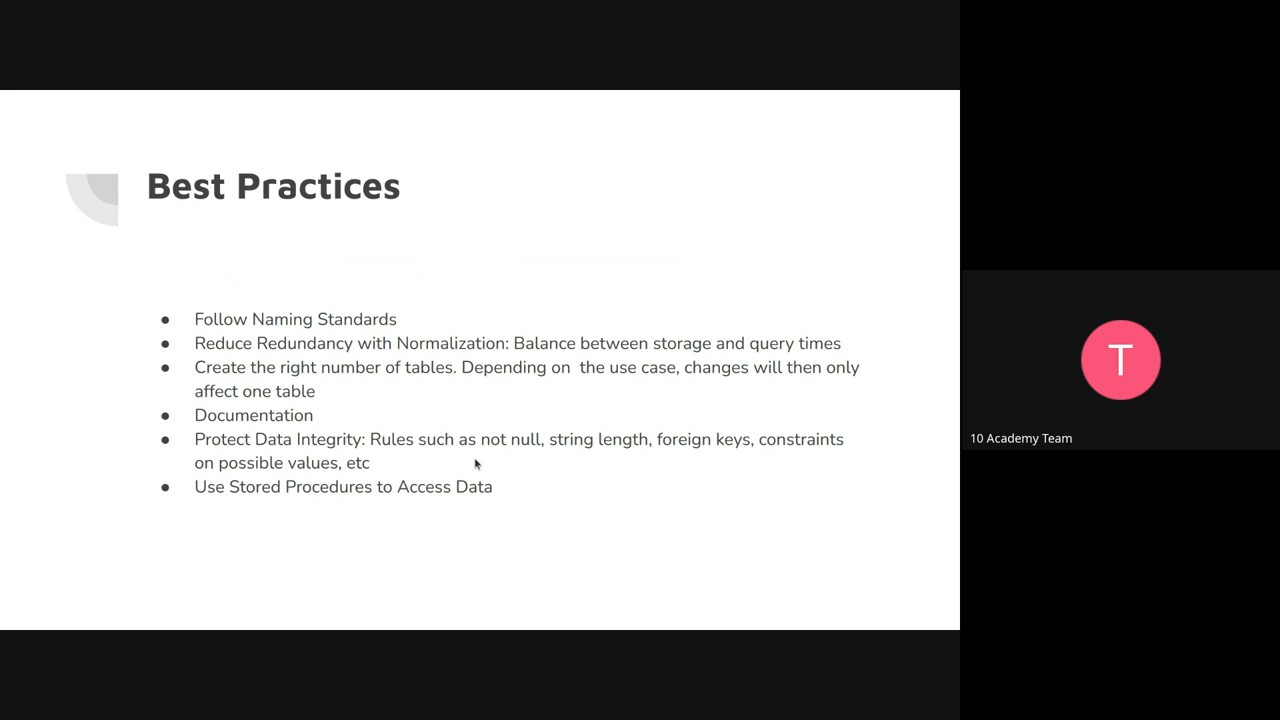 Best Practices
● Follow Naming Standards
● Reduce Redundancy with Normalization: Balance between storage and query times
● Create the right number of tables. Depending on  the use case, changes will then only
affect one table
● Documentation
● Protect Data Integrity: Rules such as not null, string length, foreign keys, constraints
on possible values, etc
● Use Stored Procedures to Access Data
T
10 Academy Team